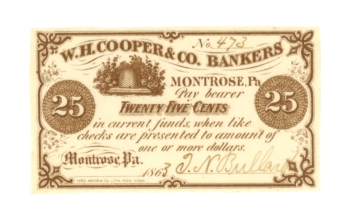 No. 473
W.H. COOPER & CO. BANKERS
MONTROSE, Pa.
Pay bearer
25 TWENTY FIVE CENTS 25
in current funds, when like
checks are presented to amount of
one or more dollars.
Montrose, Pa.
1863